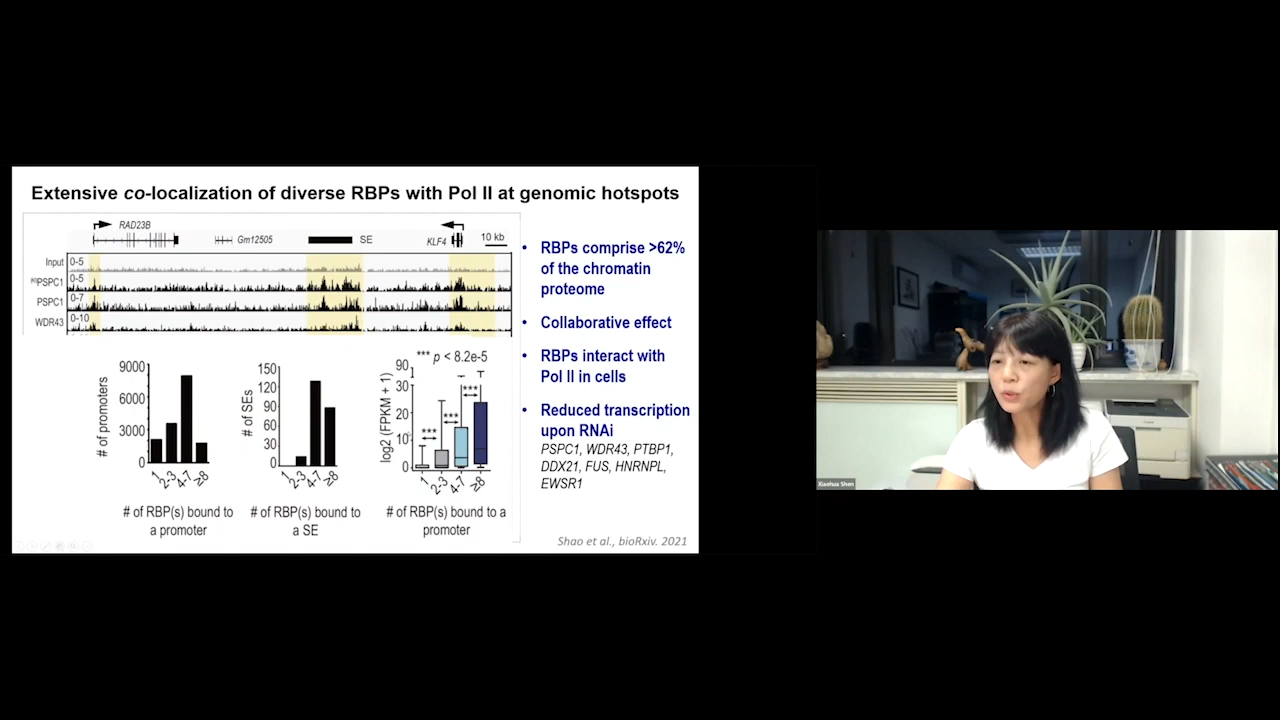 Extensive co-localization of diverse RBPs with Pol II at genomic hotspots
RAD23B
Gm12505
SE
KLF4
10 kb
Input
0-5
PSPC1
0-5
PSPC1
0-7
WDR43
0-10
# of promoters
9000
6000
3000
0
1
2-3
4-7
≥8
# of RBP(s) bound to
a promoter
# of SEs
150
120
90
60
30
0
1
2-3
4-7
≥8
# of RBP(s) bound to
a SE
*** p < 8.2e-5
log2 (FPKM + 1)
90
30
20
10
0
***
***
***
1
2-3
4-7
≥8
# of RBP(s) bound to a
promoter
• RBPs comprise >62%
of the chromatin
proteome
• Collaborative effect
• RBPs interact with
Pol II in cells
• Reduced transcription
upon RNAi
PSPC1, WDR43, PTBP1,
DDX21, FUS, HNRNPL,
EWSR1
Shao et al., bioRxiv. 2021
Xiaohua Shen